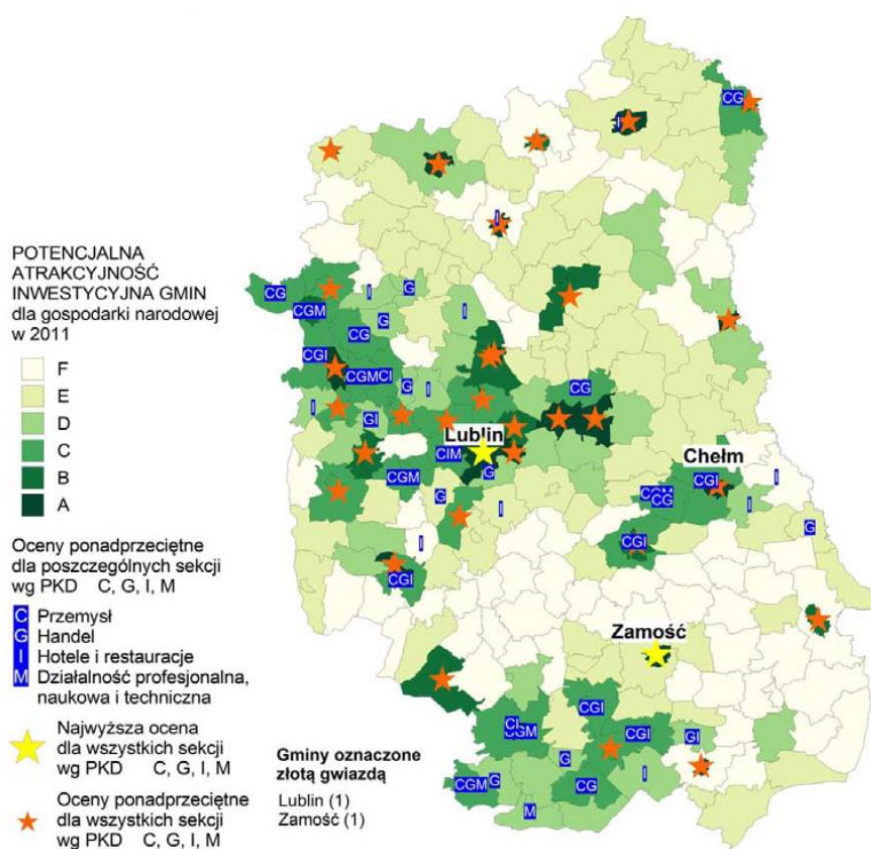 CG
I
CG
I
I
CG
I
G
CGM
G
I
CG
CGI
CGMCI
G
I
CG
I
GI
Lublin
CIM
G
CGM
G
I
Chełm
CGI
I
CGM
CG
I
G
I
CGI
CGI
Zamość
CGI
CI
CGM
CGI
GI
G
CGM
G
CG
I
M
POTENCJALNA
ATRAKCYJNOŚĆ
INWESTYCYJNA GMIN
dla gospodarki narodowej
w 2011
F
E
D
C
B
A
Oceny ponadprzeciętne
dla poszczególnych sekcji
wg PKD C, G, I, M
C Przemysł
G Handel
I Hotele i restauracje
M Działalność profesjonalna,
naukowa i techniczna
Najwyższa ocena
dla wszystkich sekcji
wg PKD C, G, I, M
Oceny ponadprzeciętne
dla wszystkich sekcji
wg PKD C, G, I, M
Gminy oznaczone
złotą gwiazdą
Lublin (1)
Zamość (1)